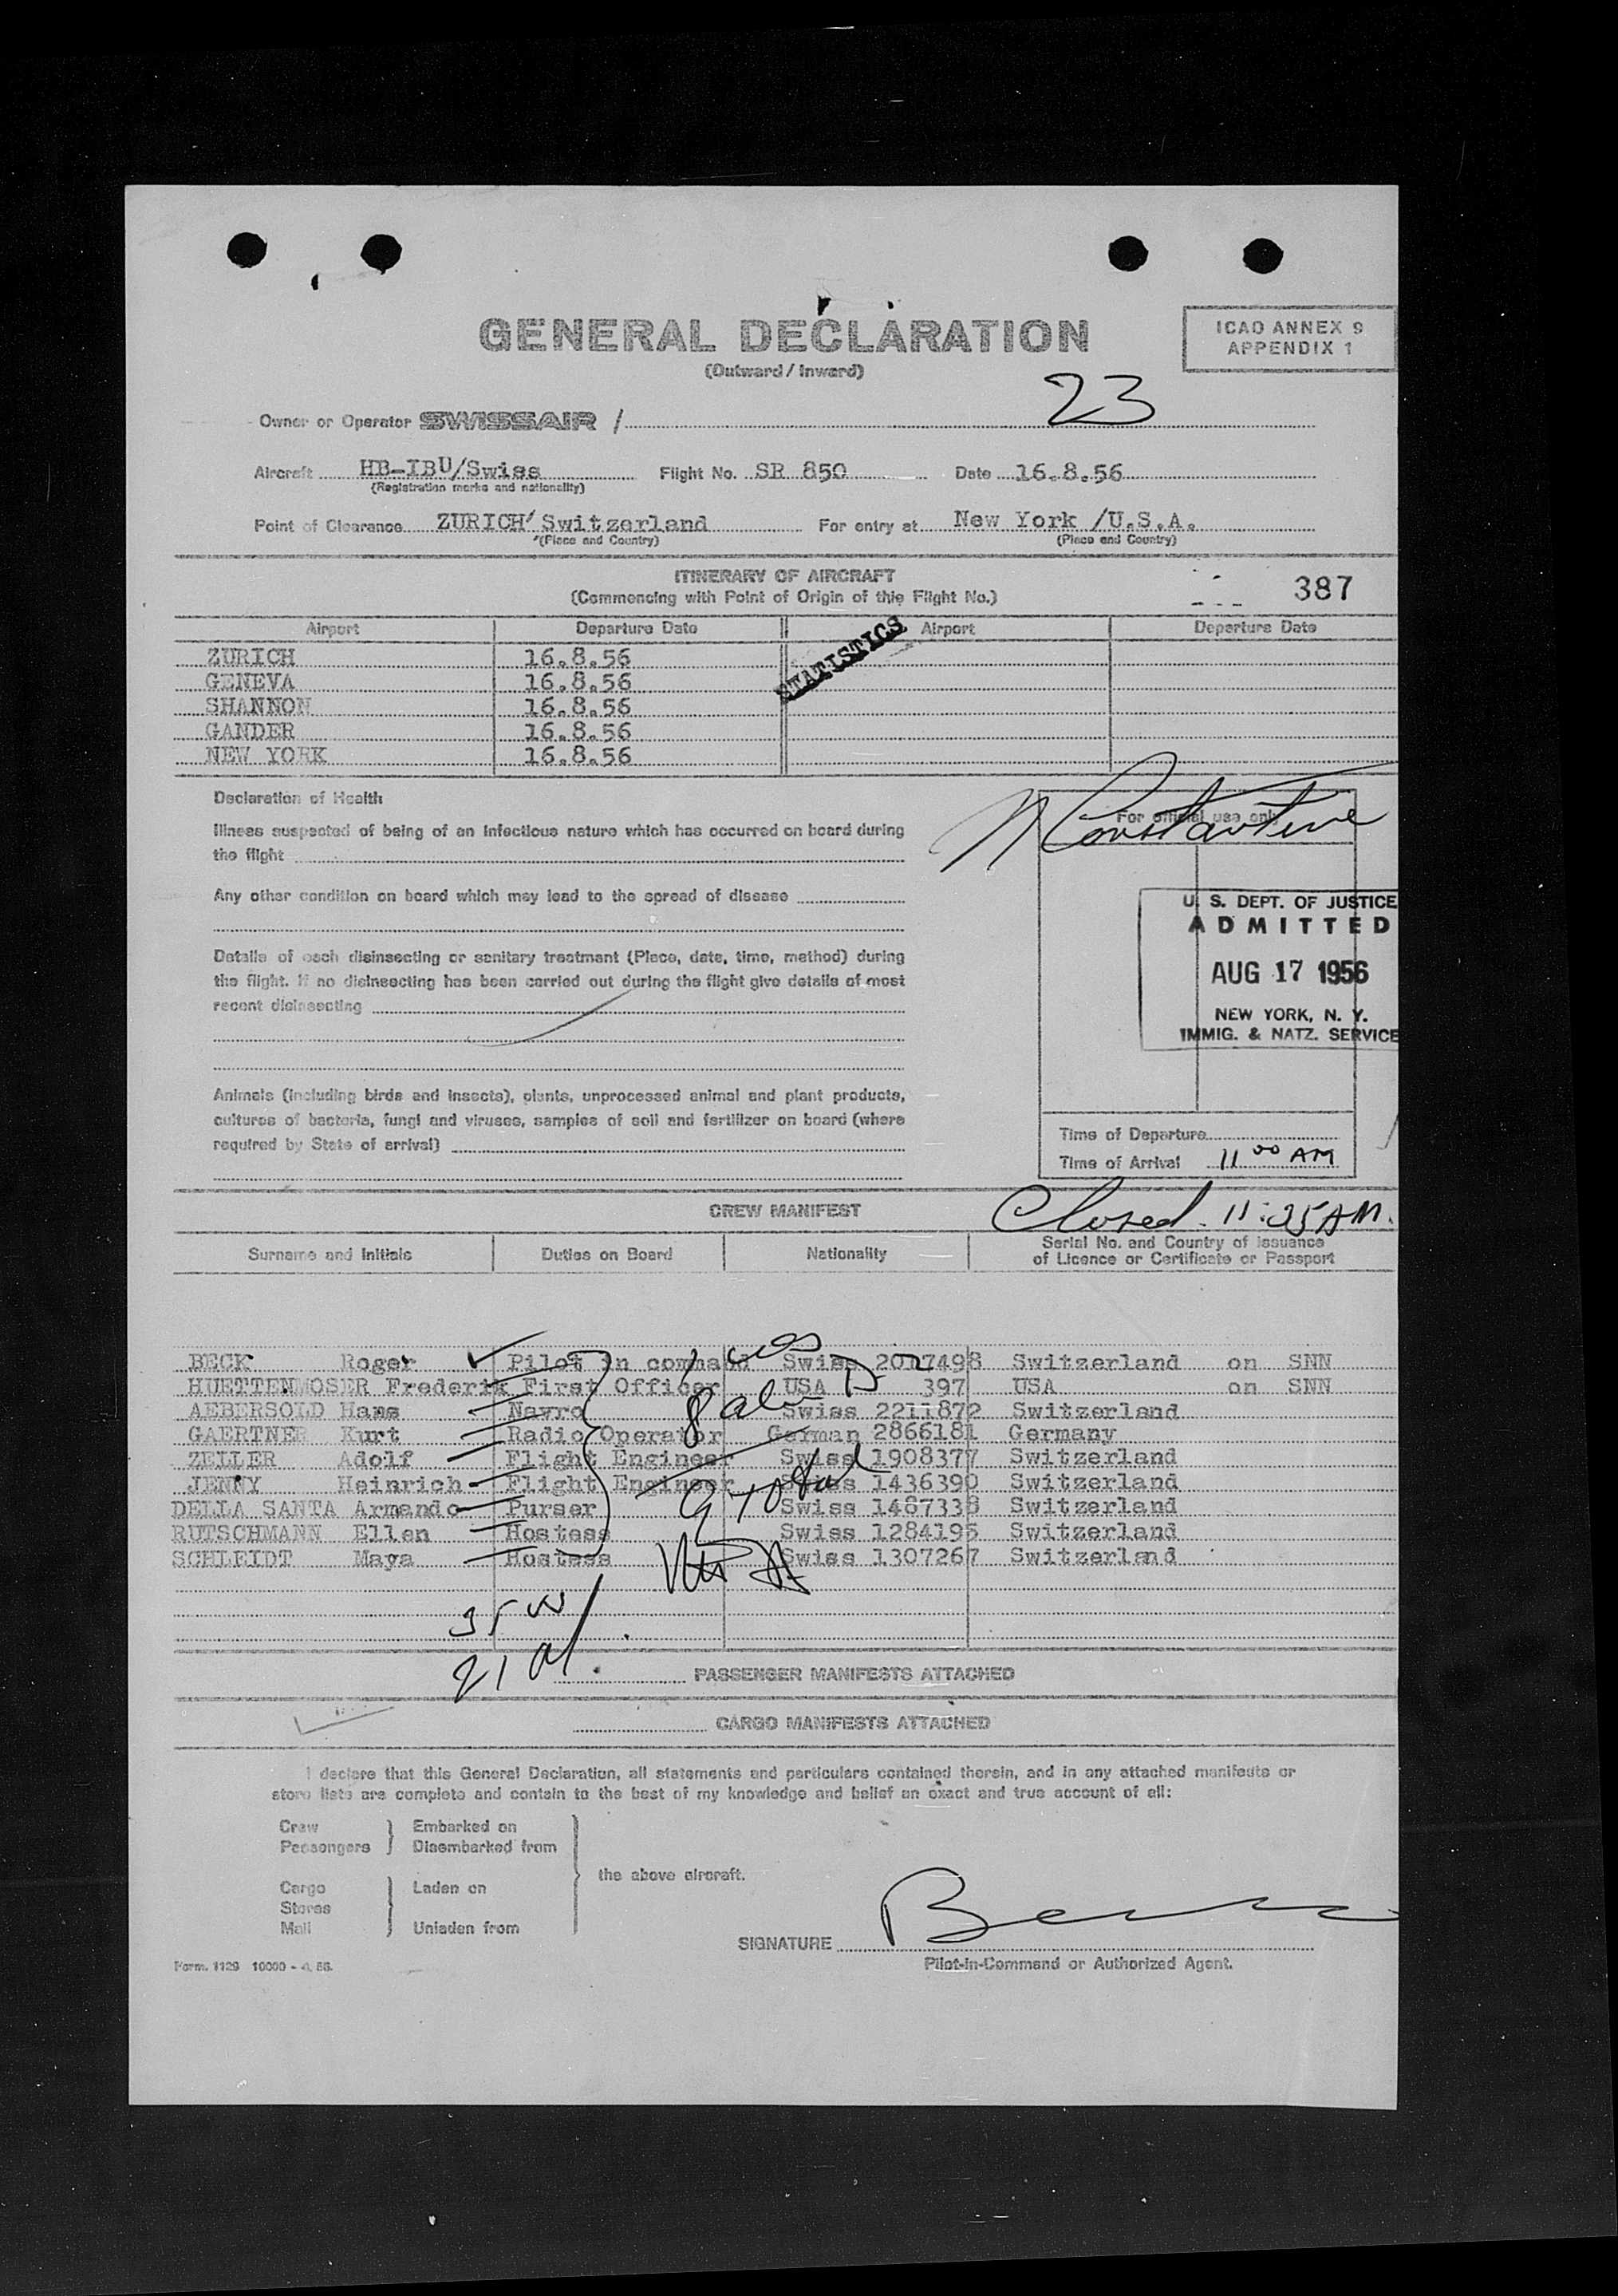 GENERAL DECLARATION
(Outward / Inward)
ICAO ANNEX 9
APPENDIX 1
23
Owner or Operator SWISSAIR /
Aircraft HB-IBU/Swiss Flight No. SR 850 Date 16.8.56
(Registration marks and nationality)
Point of Clearance ZURICH/Switzerland For entry at New York /U.S.A.
(Place and Country) (Place and Country)
ITINERARY OF AIRCRAFT
(Commencing with Point of Origin of this Flight No.)
387
Airport Departure Date Airport Departure Date
STATISTICS
ZURICH 16.8.56
GENEVA 16.8.56
SHANNON 16.8.56
GANDER 16.8.56
NEW YORK 16.8.56
Declaration of Health
Illness suspected of being of an infectious nature which has occurred on board during
the flight
Any other condition on board which may lead to the spread of disease
Details of each disinsecting or sanitary treatment (Place, date, time, method) during
the flight. If no disinsecting has been carried out during the flight give details of most
recent disinsecting
Animals (including birds and insects), plants, unprocessed animal and plant products,
cultures of bacteria, fungi and viruses, samples of soil and fertilizer on board (where
required by State of arrival)
For official use only
N Constantine
U. S. DEPT. OF JUSTICE
ADMITTED
AUG 17 1956
NEW YORK, N. Y.
IMMIG. & NATZ. SERVICE
Time of Departure
Time of Arrival 11 00 AM
CREW MANIFEST
Closed 11:25 AM.
Surname and Initials Duties on Board Nationality Serial No. and Country of Issuance
of Licence or Certificate or Passport
BECK Roger Pilot in command Swiss 2017498 Switzerland on SNN
HUETTENMOSER Frederik First Officer USA 397 USA on SNN
AEBERSOLD Hans Navro Swiss 2211872 Switzerland
GAERTNER Kurt Radio Operator German 2866181 Germany
ZELLER Adolf Flight Engineer Swiss 1908377 Switzerland
JENNY Heinrich Flight Engineer Swiss 1436390 Switzerland
DELLA SANTA Armando Purser Swiss 1487338 Switzerland
RUTSCHMANN Ellen Hostess Swiss 1284195 Switzerland
SCHLEIDT Maya Hostess Swiss 1307267 Switzerland
9 total
35
21 al.
PASSENGER MANIFESTS ATTACHED
CARGO MANIFESTS ATTACHED
I declare that this General Declaration, all statements and particulars contained therein, and in any attached manifests or
store lists are complete and contain to the best of my knowledge and belief an exact and true account of all:
Crew Embarked on
Passengers Disembarked from
the above aircraft.
Cargo Laden on
Stores
Mail Unladen from
SIGNATURE
Pilot-in-Command or Authorized Agent.
Form. 1129 10000 - 4. 56.